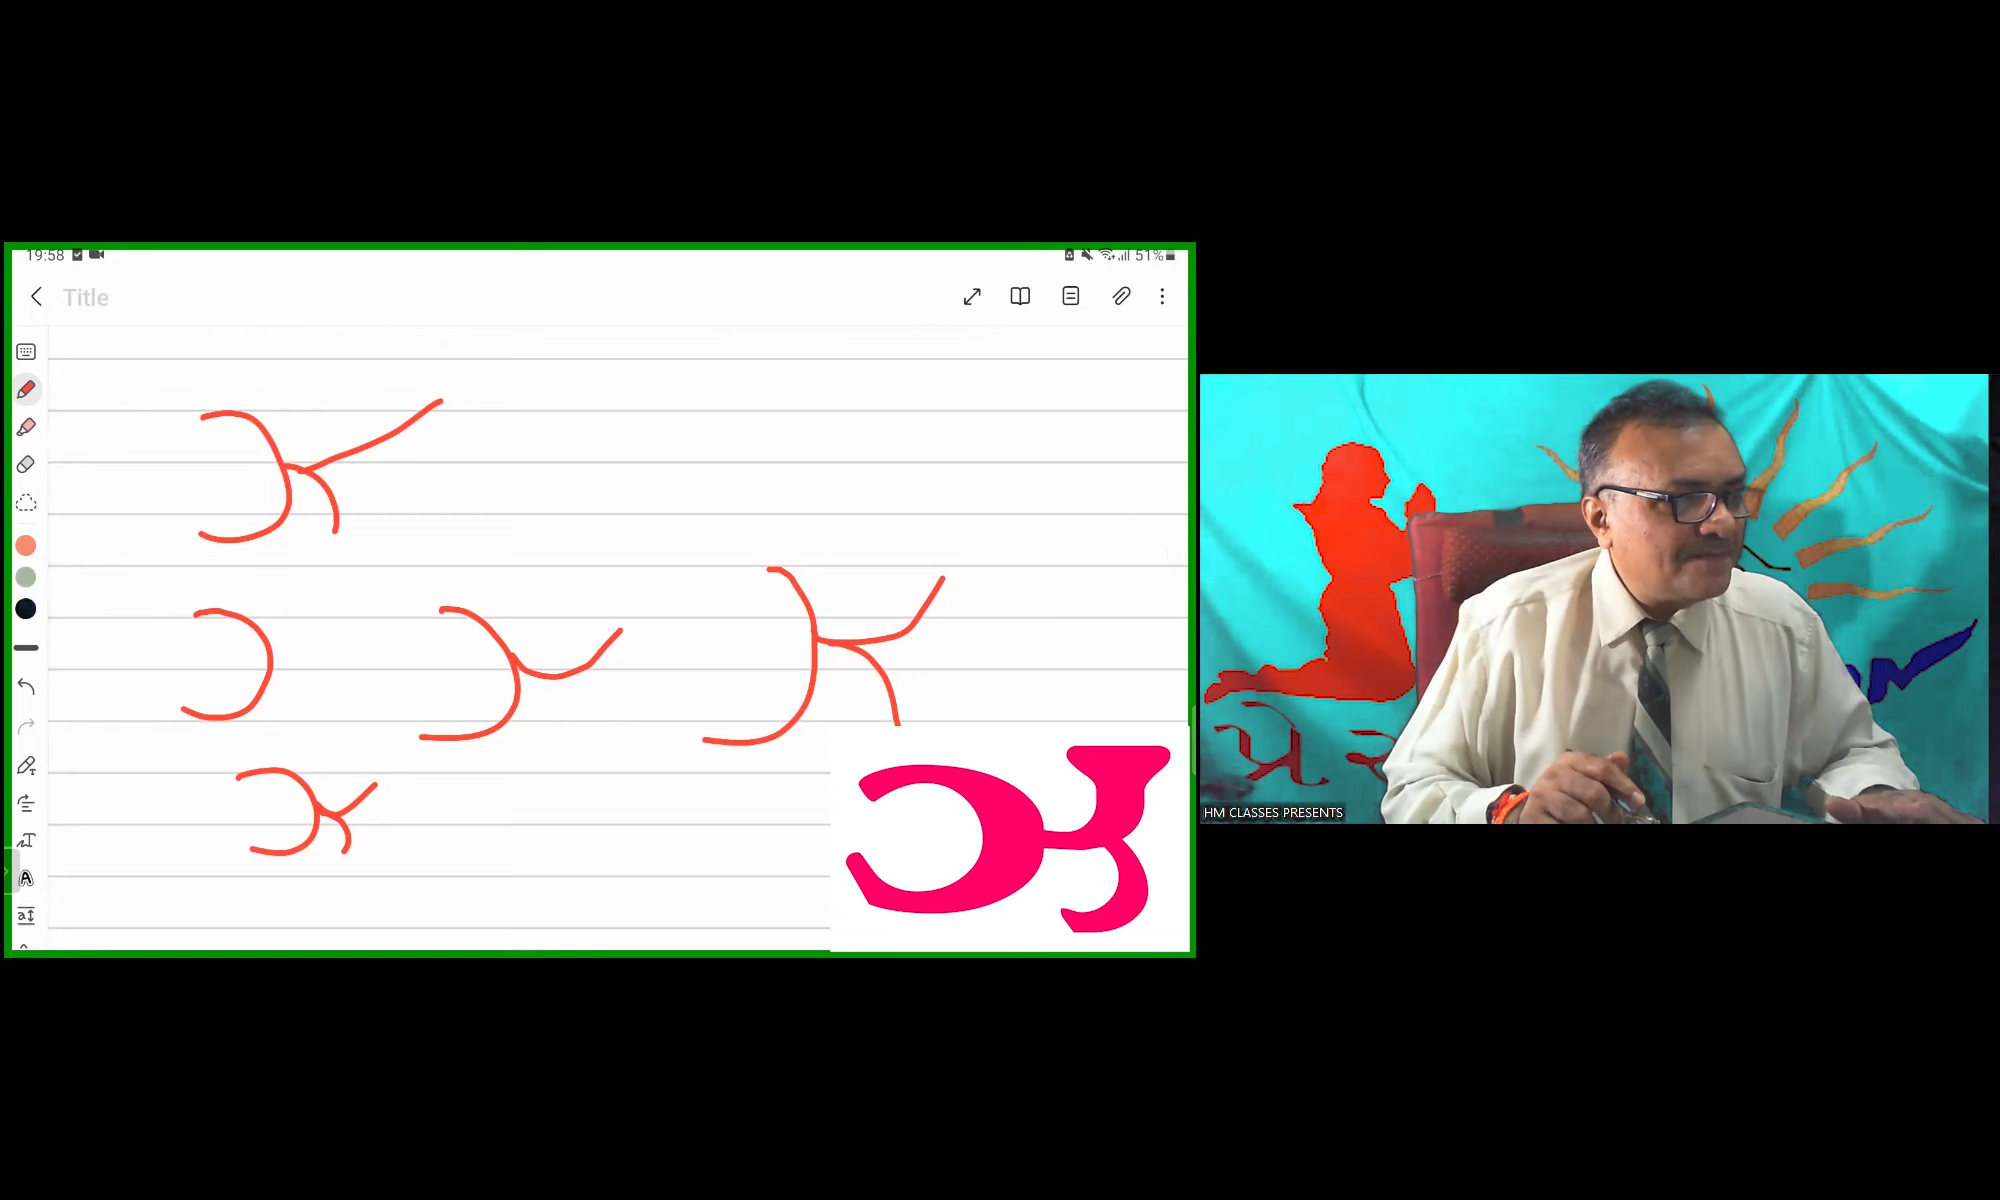 19:58 51%
Title
જ
જ
જ
જ
HM CLASSES PRESENTS